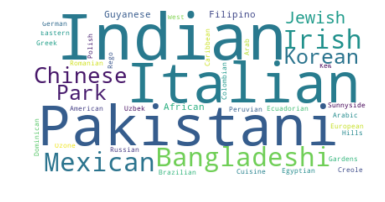 German
Guyanese
West
Filipino
Jewish
Eastern
Greek
Polish
Indian
Irish
Rego
Caribbean
Arab
Korean
Romanian
Chinese
Italian
Colombian
Park
American
Uzbek
African
Peruvian
Ecuadorian
Sunnyside
Arabic
Pakistani
European
Hills
Dominican
Russian
Mexican
Bangladeshi
Gardens
Brazilian
Cuisine
Egyptian
Creole